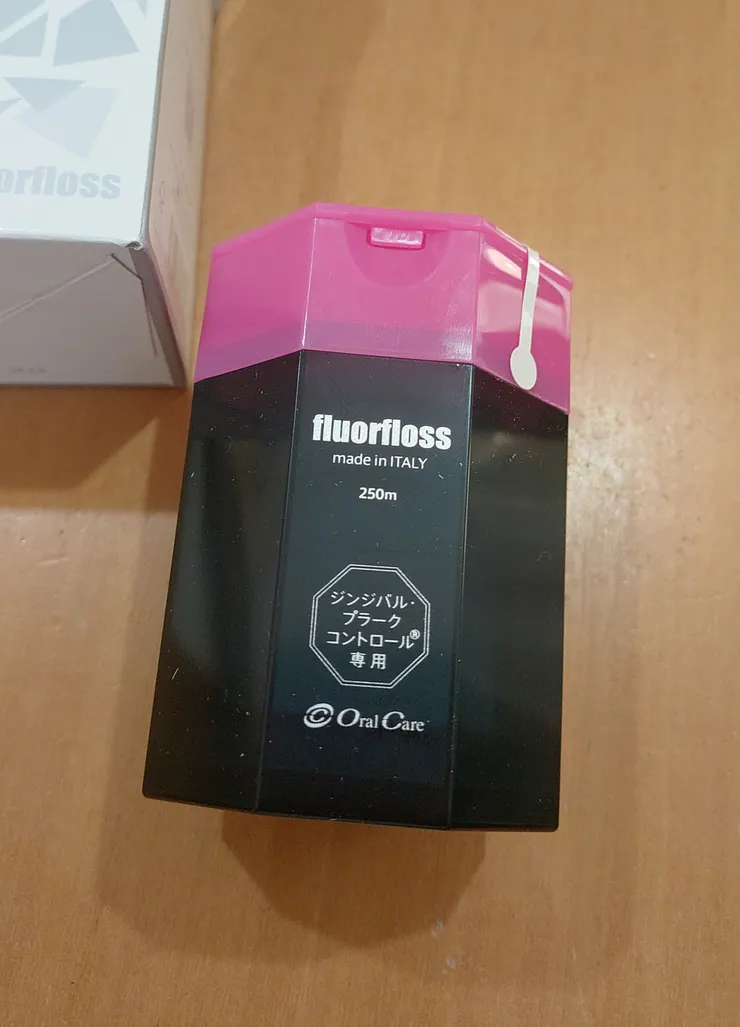 orfloss
fluorfloss
made in ITALY
250m
ジンジバル・
プラーク
コントロール®
専用
Oral Care